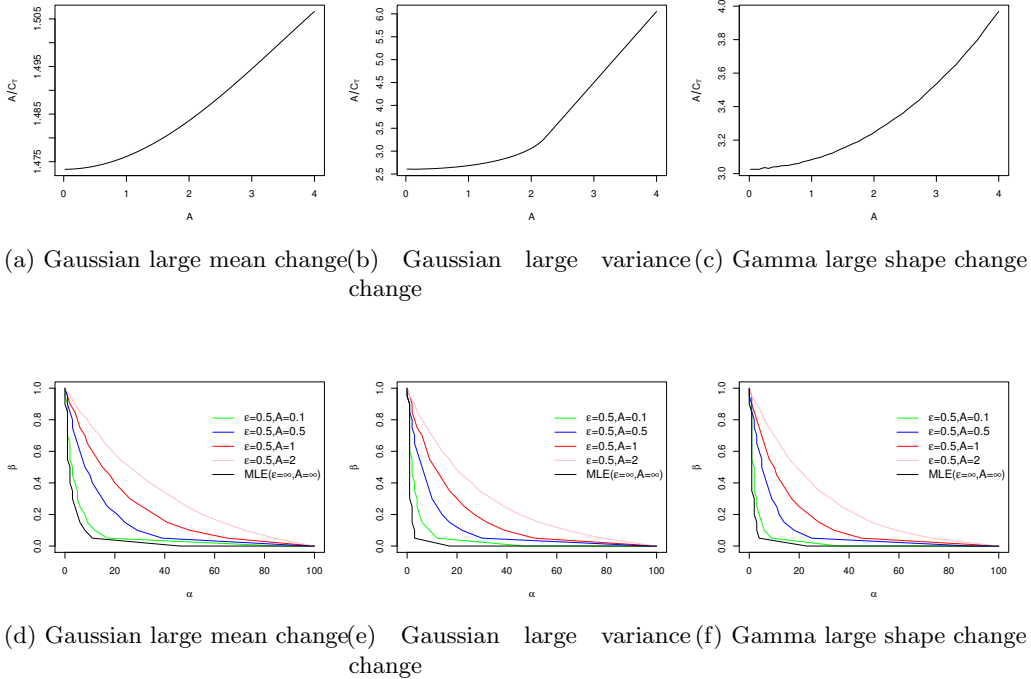 A/C_T
1.475 1.485 1.495 1.505
0 1 2 3 4
A
A/C_T
2.5 3.0 3.5 4.0 4.5 5.0 5.5 6.0
0 1 2 3 4
A
A/C_T
3.0 3.2 3.4 3.6 3.8 4.0
0 1 2 3 4
A
(a) Gaussian large mean change
(b) Gaussian large variance
change
(c) Gamma large shape change
β
0.0 0.2 0.4 0.6 0.8 1.0
ε=0.5,A=0.1
ε=0.5,A=0.5
ε=0.5,A=1
ε=0.5,A=2
MLE(ε=∞,A=∞)
0 20 40 60 80 100
α
β
0.0 0.2 0.4 0.6 0.8 1.0
ε=0.5,A=0.1
ε=0.5,A=0.5
ε=0.5,A=1
ε=0.5,A=2
MLE(ε=∞,A=∞)
0 20 40 60 80 100
α
β
0.0 0.2 0.4 0.6 0.8 1.0
ε=0.5,A=0.1
ε=0.5,A=0.5
ε=0.5,A=1
ε=0.5,A=2
MLE(ε=∞,A=∞)
0 20 40 60 80 100
α
(d) Gaussian large mean change
(e) Gaussian large variance
change
(f) Gamma large shape change